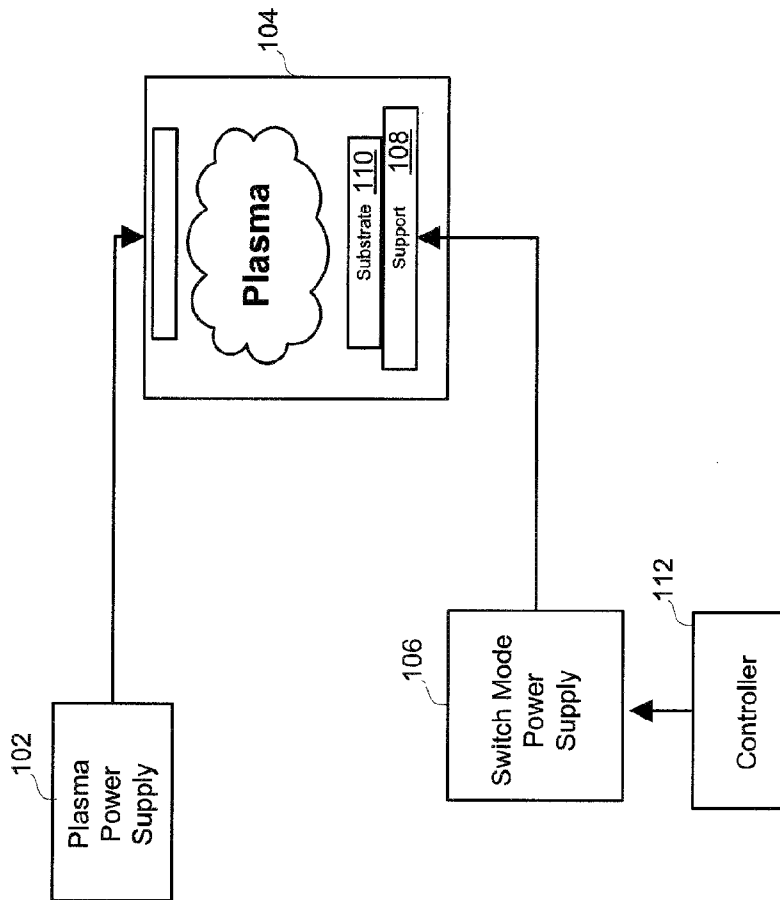 102
Plasma
Power
Supply
104
Plasma
Substrate 110
Support 108
106
Switch Mode
Power
Supply
112
Controller